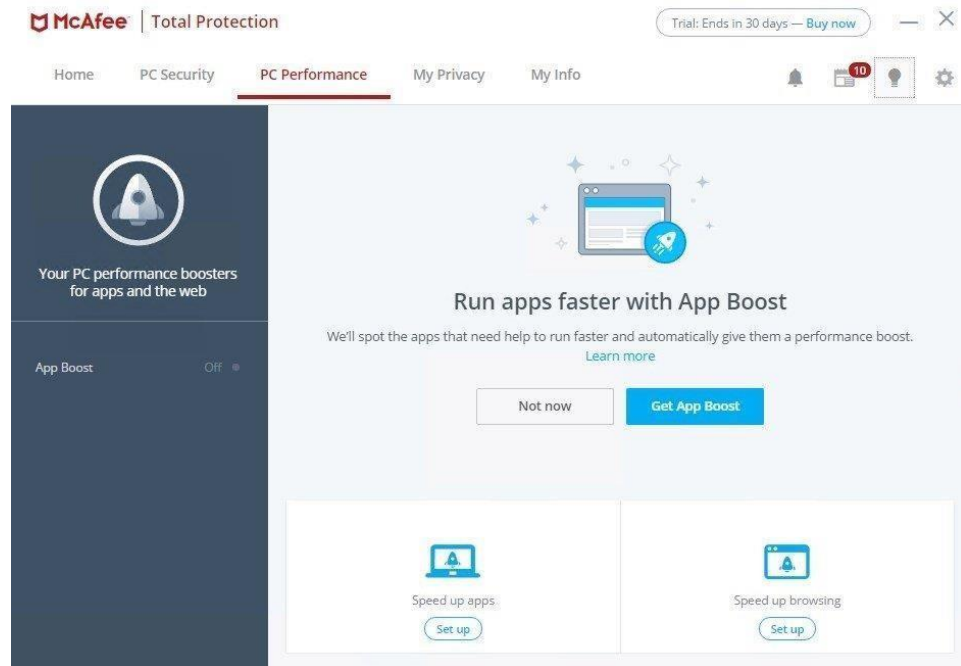 McAfee Total Protection
Trial: Ends in 30 days — Buy now
Home PC Security PC Performance My Privacy My Info
10
Your PC performance boosters
for apps and the web
App Boost Off
Run apps faster with App Boost
We'll spot the apps that need help to run faster and automatically give them a performance boost.
Learn more
Not now Get App Boost
Speed up apps Speed up browsing
Set up Set up